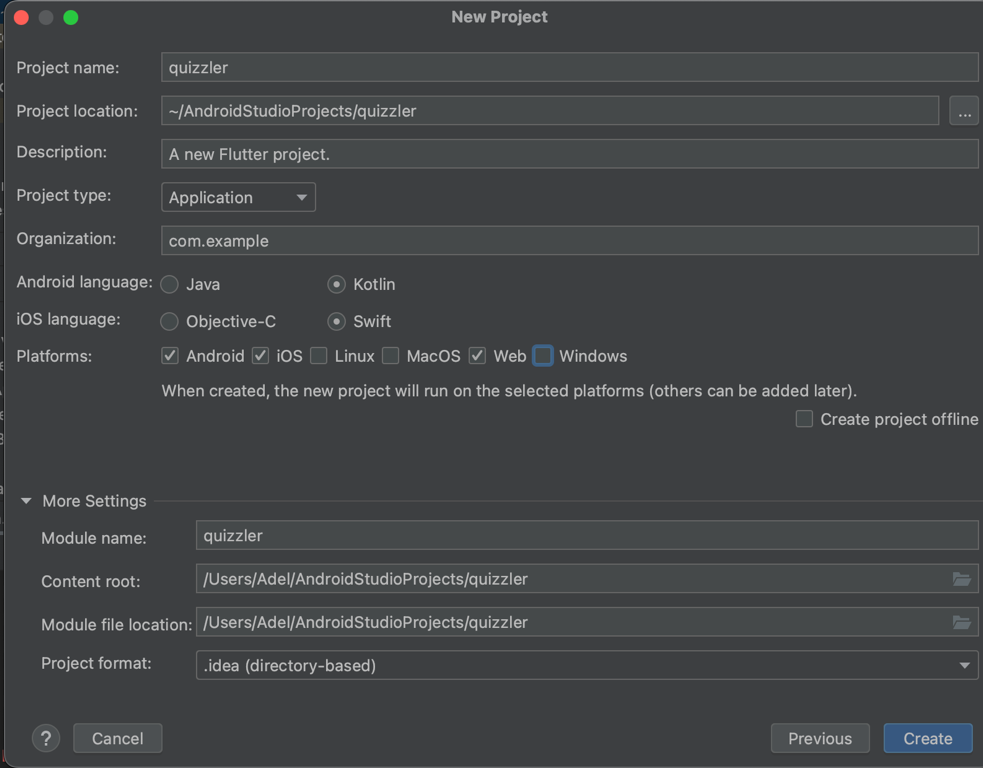 New Project
Project name: quizzler
Project location: ~/AndroidStudioProjects/quizzler ...
Description: A new Flutter project.
Project type: Application
Organization: com.example
Android language: Java Kotlin
iOS language: Objective-C Swift
Platforms: Android iOS Linux MacOS Web Windows
When created, the new project will run on the selected platforms (others can be added later).
Create project offline
More Settings
Module name: quizzler
Content root: /Users/Adel/AndroidStudioProjects/quizzler
Module file location: /Users/Adel/AndroidStudioProjects/quizzler
Project format: .idea (directory-based)
? Cancel Previous Create